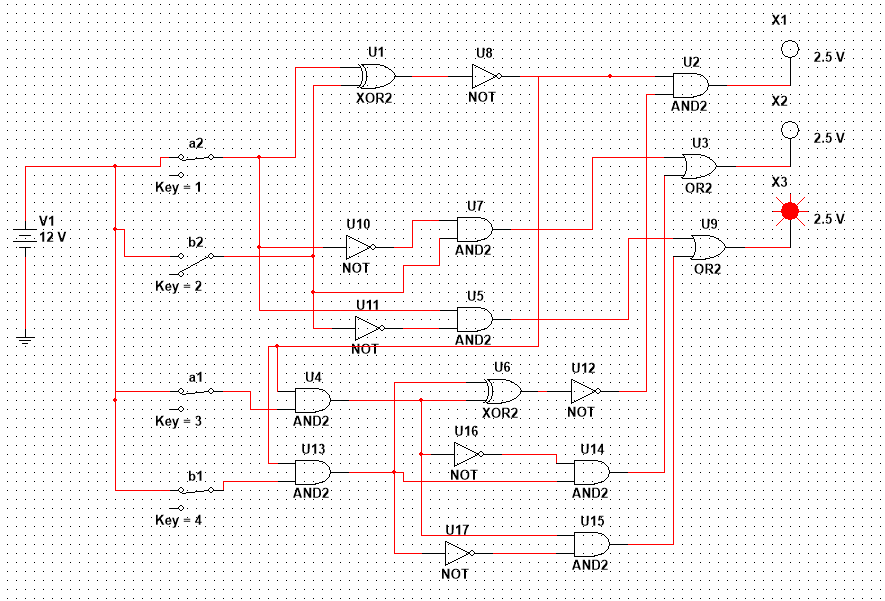 X1
2.5 V
U1
XOR2
U8
NOT
U2
AND2
X2
2.5 V
U3
OR2
a2
Key = 1
X3
2.5 V
V1
12 V
b2
Key = 2
U10
NOT
U7
AND2
U9
OR2
U11
NOT
U5
AND2
a1
Key = 3
U4
AND2
U6
XOR2
U12
NOT
U16
NOT
U14
AND2
b1
Key = 4
U13
AND2
U17
NOT
U15
AND2